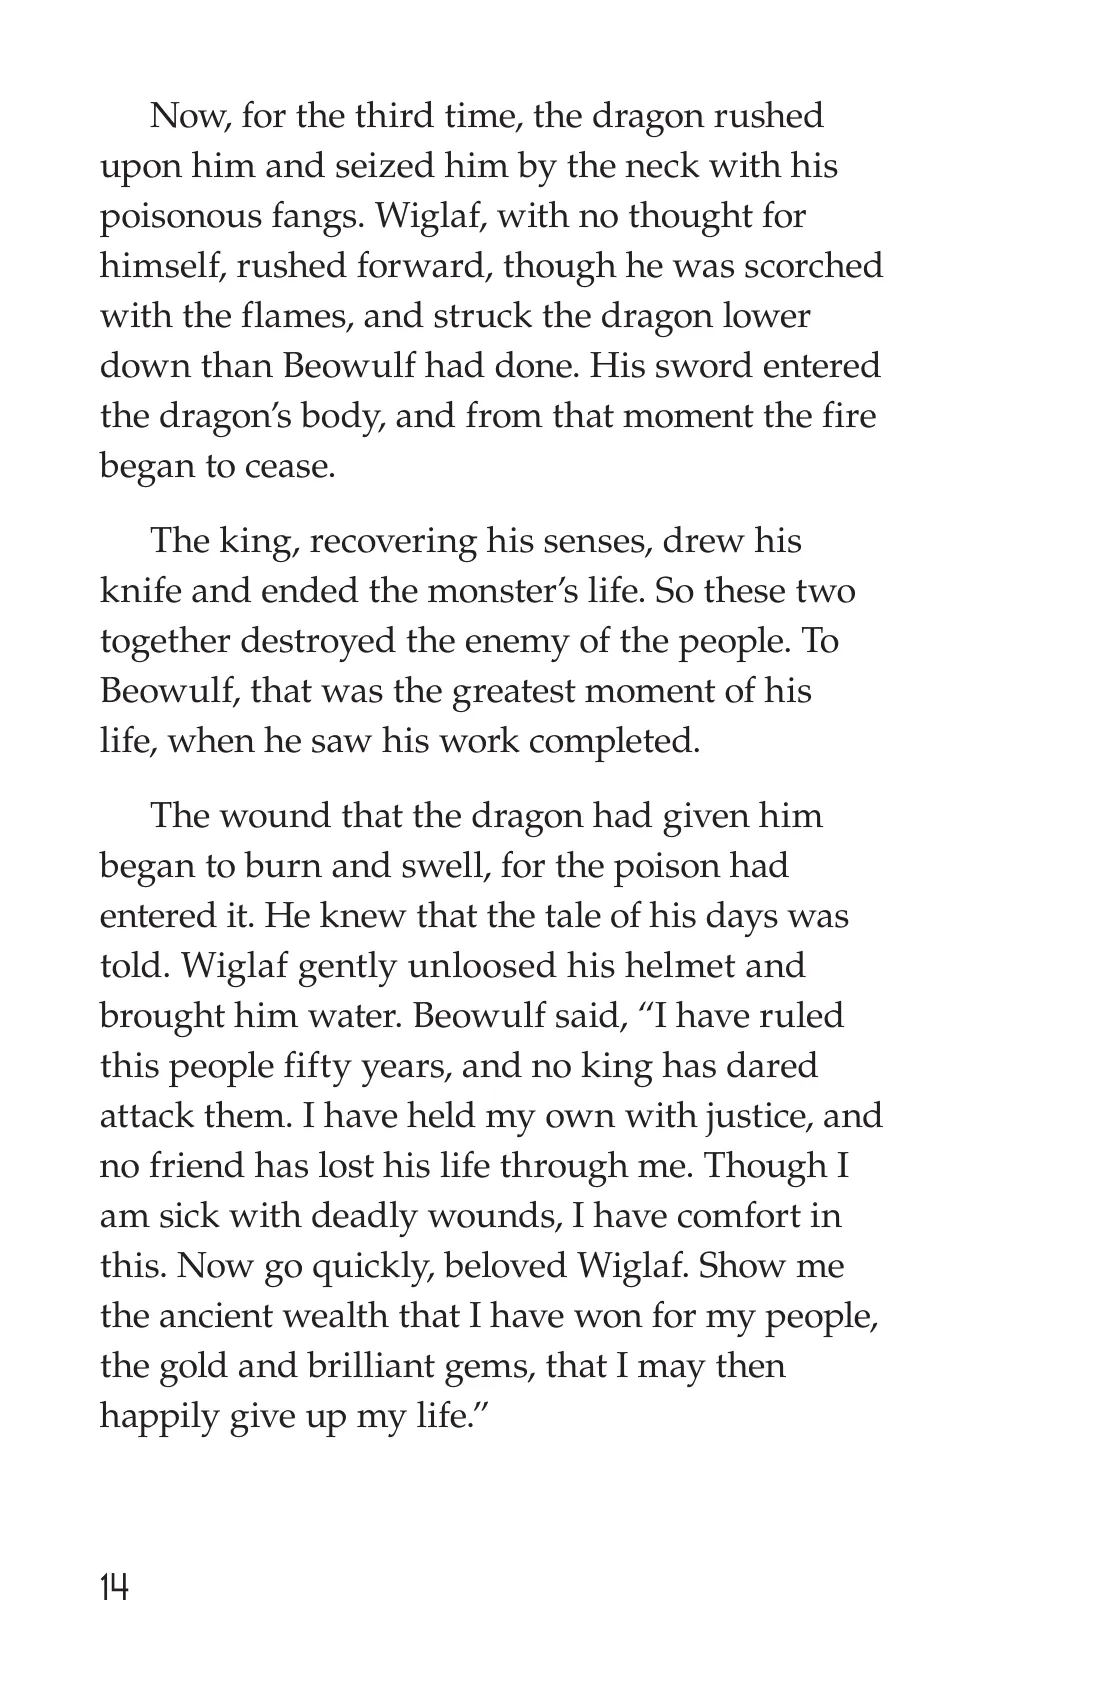 Now, for the third time, the dragon rushed
upon him and seized him by the neck with his
poisonous fangs. Wiglaf, with no thought for
himself, rushed forward, though he was scorched
with the flames, and struck the dragon lower
down than Beowulf had done. His sword entered
the dragon’s body, and from that moment the fire
began to cease.
The king, recovering his senses, drew his
knife and ended the monster’s life. So these two
together destroyed the enemy of the people. To
Beowulf, that was the greatest moment of his
life, when he saw his work completed.
The wound that the dragon had given him
began to burn and swell, for the poison had
entered it. He knew that the tale of his days was
told. Wiglaf gently unloosed his helmet and
brought him water. Beowulf said, “I have ruled
this people fifty years, and no king has dared
attack them. I have held my own with justice, and
no friend has lost his life through me. Though I
am sick with deadly wounds, I have comfort in
this. Now go quickly, beloved Wiglaf. Show me
the ancient wealth that I have won for my people,
the gold and brilliant gems, that I may then
happily give up my life.”
14